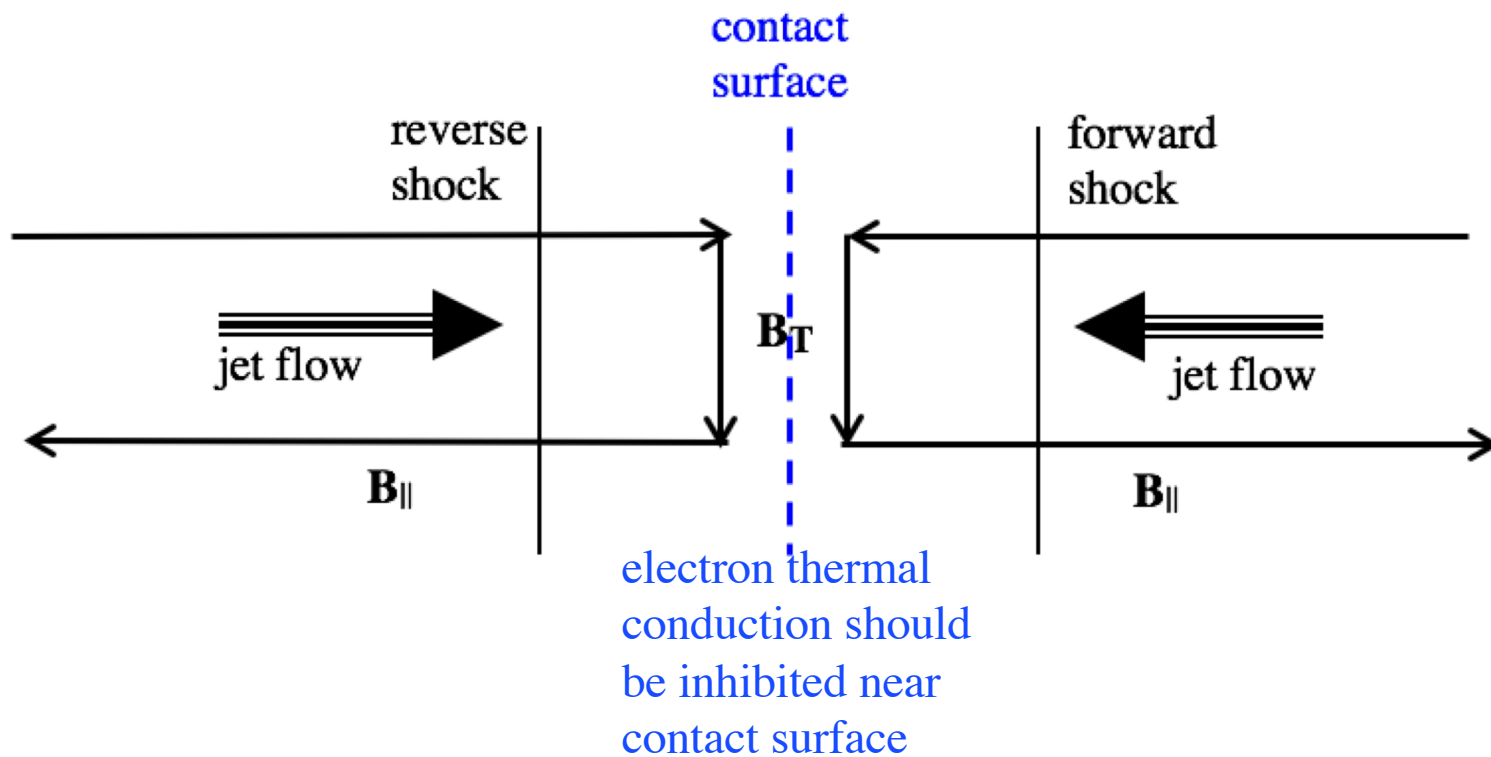 contact
surface
reverse
shock
forward
shock
B_T
jet flow
jet flow
B_||
B_||
electron thermal
conduction should
be inhibited near
contact surface